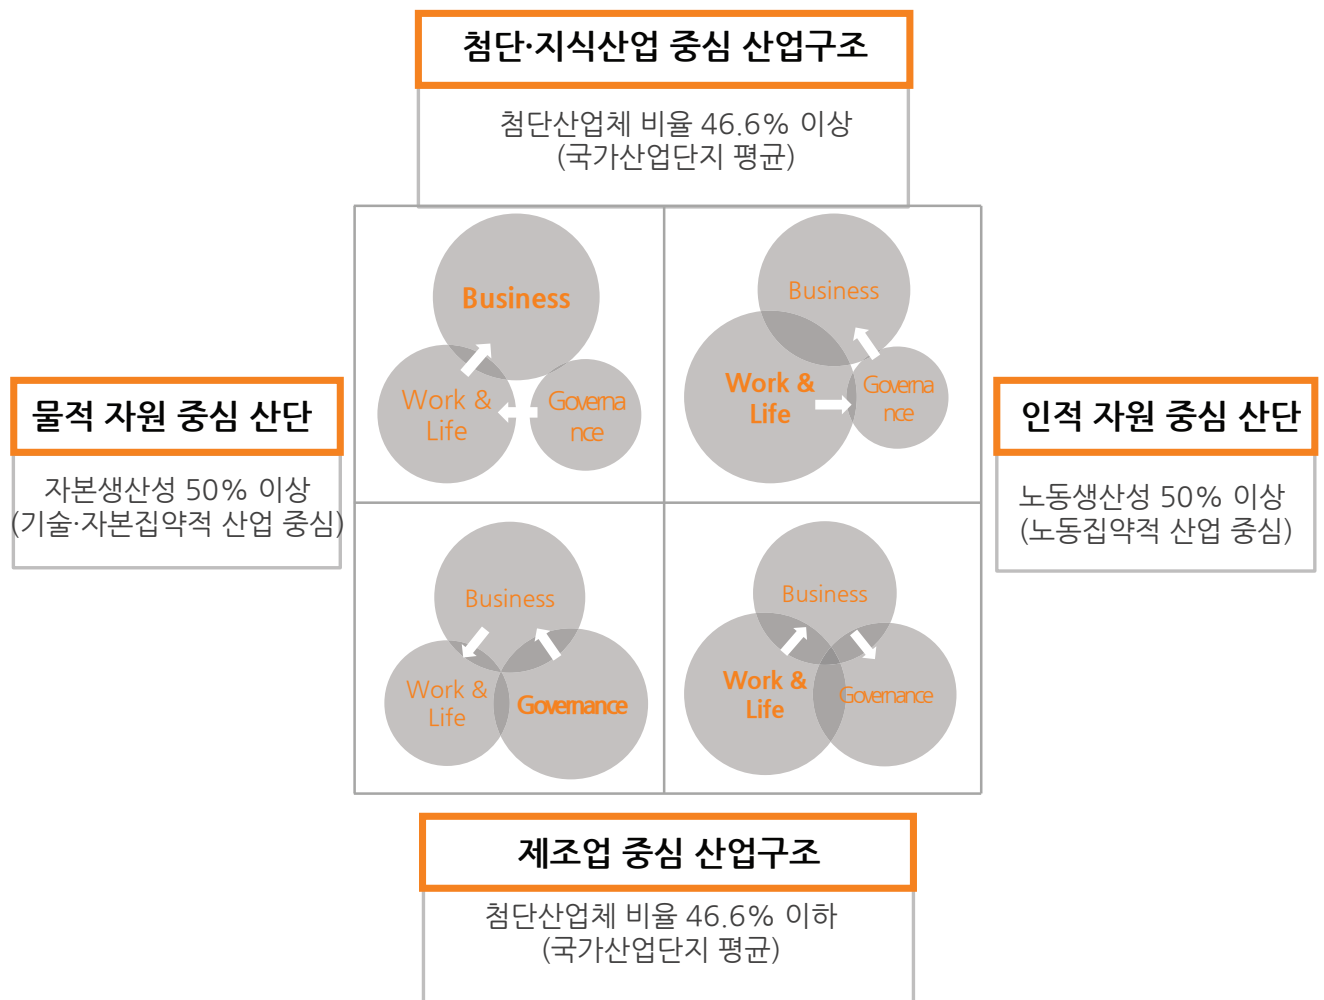 첨단·지식산업 중심 산업구조
첨단산업체 비율 46.6% 이상
(국가산업단지 평균)
Business
Work &
Life
Governa
nce
Business
Work &
Life
Governa
nce
물적 자원 중심 산단
자본생산성 50% 이상
(기술·자본집약적 산업 중심)
인적 자원 중심 산단
노동생산성 50% 이상
(노동집약적 산업 중심)
Business
Work &
Life
Governance
Business
Work &
Life
Governance
제조업 중심 산업구조
첨단산업체 비율 46.6% 이하
(국가산업단지 평균)